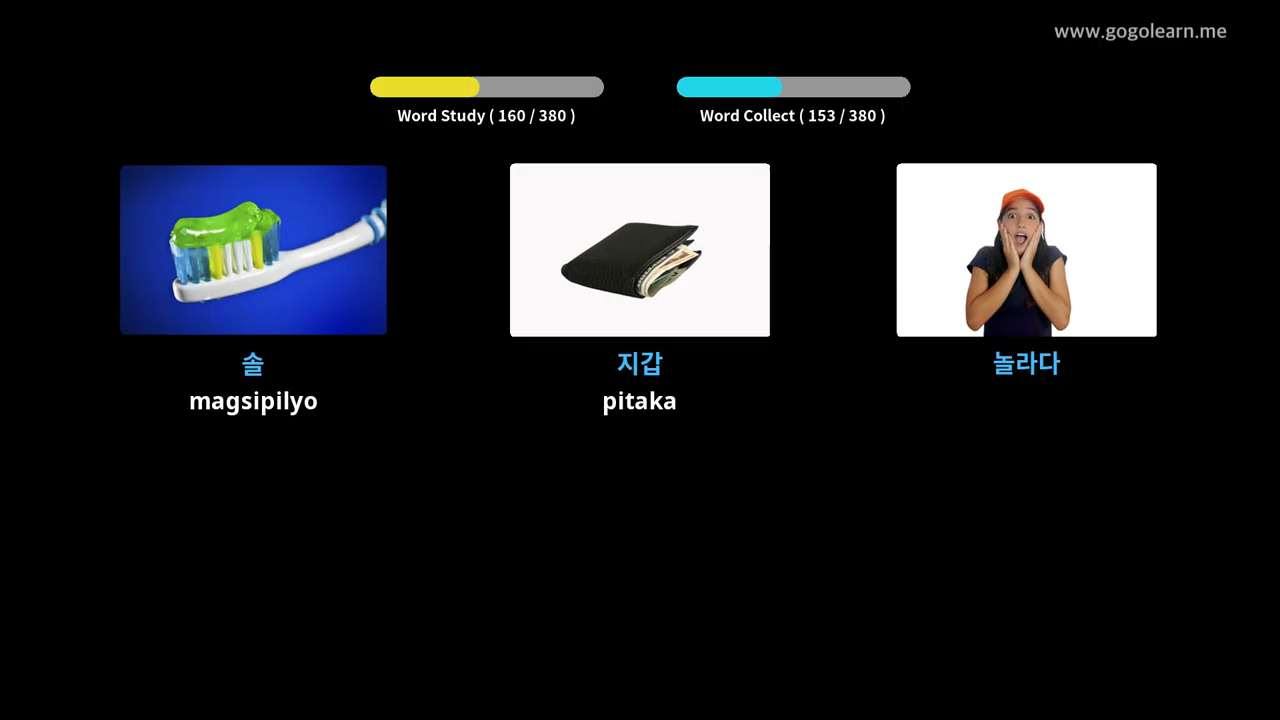 www.gogolearn.me
Word Study ( 160 / 380 )
Word Collect ( 153 / 380 )
솔
magsipilyo
지갑
pitaka
놀라다